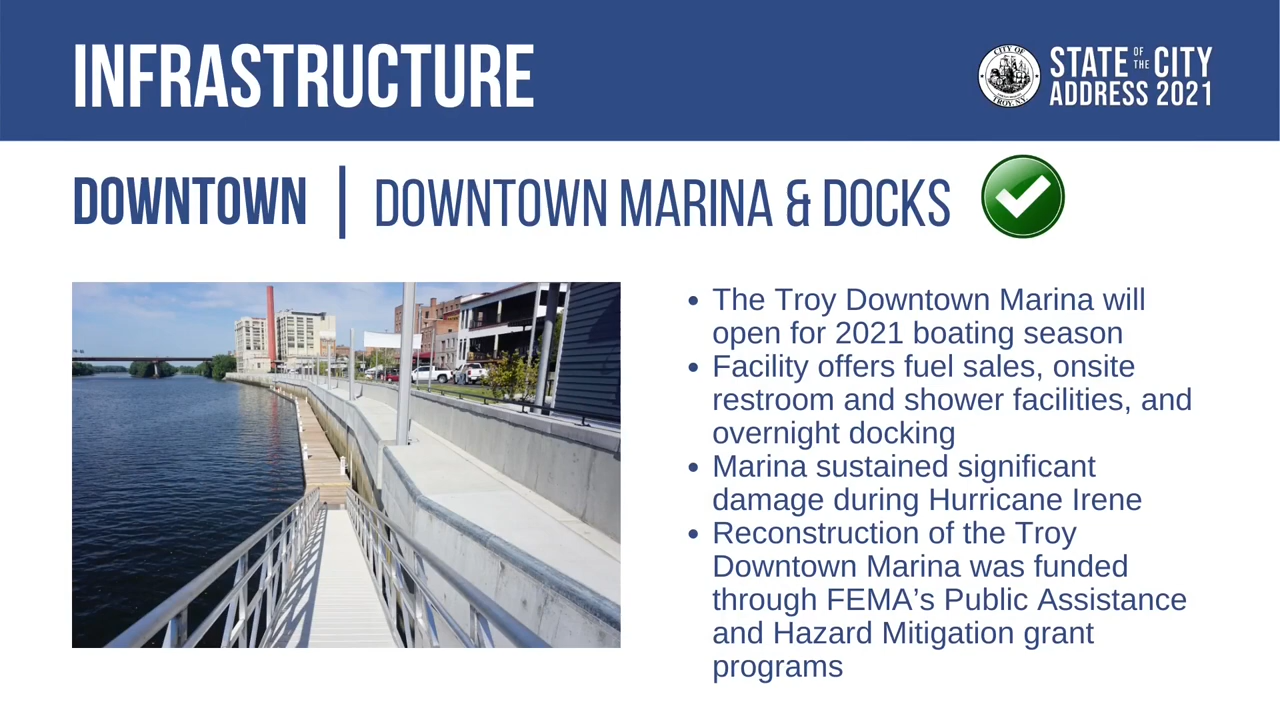 INFRASTRUCTURE
CITY OF
TROY, N.Y.
STATE OF THE CITY
ADDRESS 2021
DOWNTOWN | DOWNTOWN MARINA & DOCKS
• The Troy Downtown Marina will
open for 2021 boating season
• Facility offers fuel sales, onsite
restroom and shower facilities, and
overnight docking
• Marina sustained significant
damage during Hurricane Irene
• Reconstruction of the Troy
Downtown Marina was funded
through FEMA’s Public Assistance
and Hazard Mitigation grant
programs